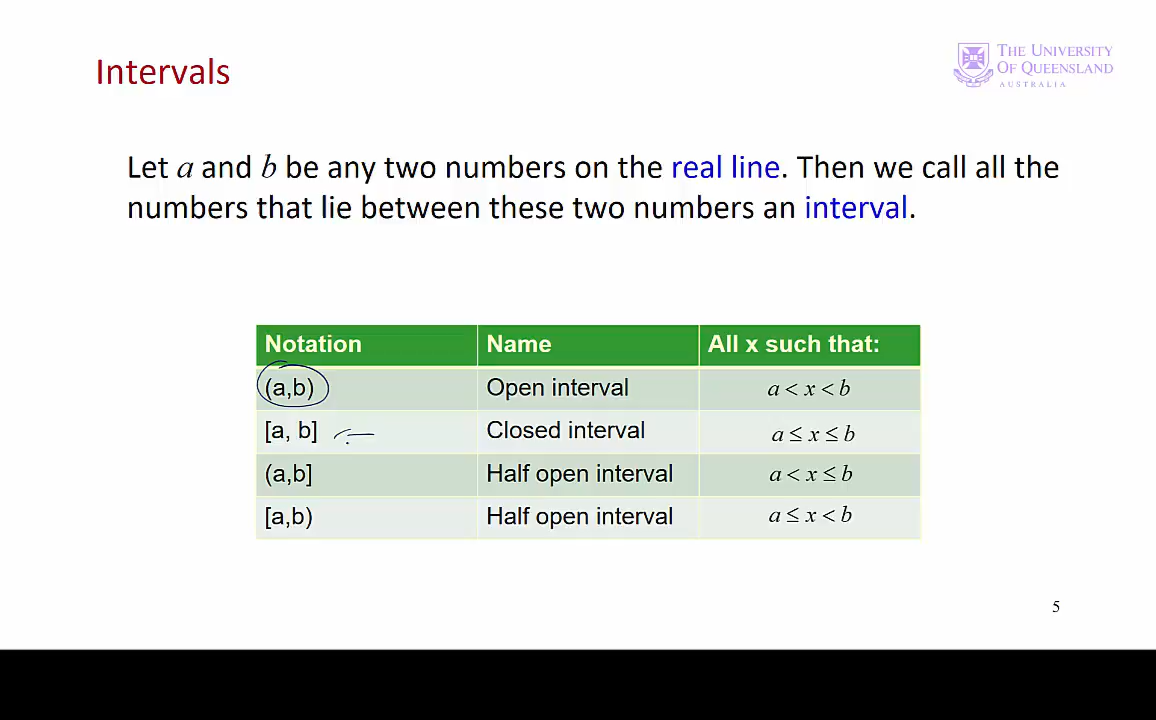 Intervals
THE UNIVERSITY
OF QUEENSLAND
AUSTRALIA
Let a and b be any two numbers on the real line. Then we call all the
numbers that lie between these two numbers an interval.
Notation Name All x such that:
(a,b) Open interval a < x < b
[a, b] Closed interval a ≤ x ≤ b
(a,b] Half open interval a < x ≤ b
[a,b) Half open interval a ≤ x < b
5